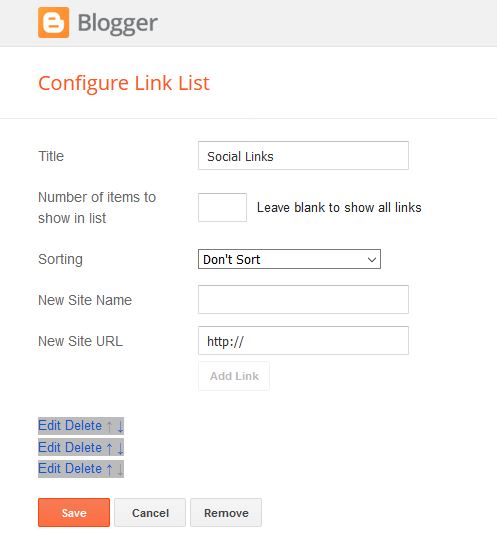 Blogger
Configure Link List
Title
Social Links
Number of items to
show in list
Leave blank to show all links
Sorting
Don't Sort
New Site Name
New Site URL
http://
Add Link
Edit Delete ↑ ↓
Edit Delete ↑ ↓
Edit Delete ↑ ↓
Save Cancel Remove